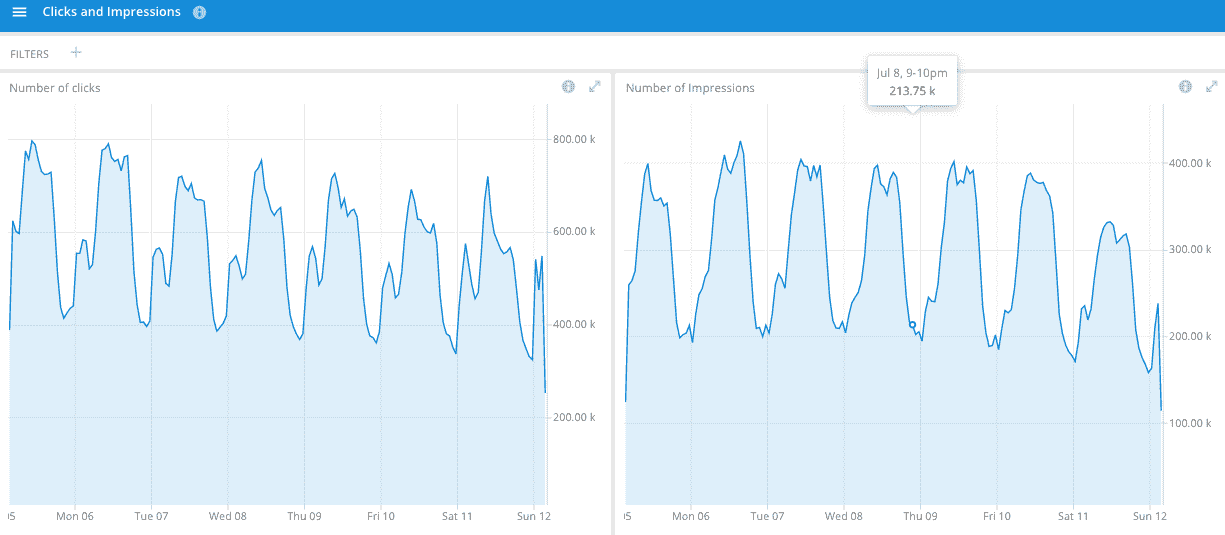 Clicks and Impressions
FILTERS
Number of clicks
800.00 k
600.00 k
400.00 k
200.00 k
05
Mon 06
Tue 07
Wed 08
Thu 09
Fri 10
Sat 11
Sun 12
Number of Impressions
Jul 8, 9-10pm
213.75 k
400.00 k
300.00 k
200.00 k
100.00 k
05
Mon 06
Tue 07
Wed 08
Thu 09
Fri 10
Sat 11
Sun 12